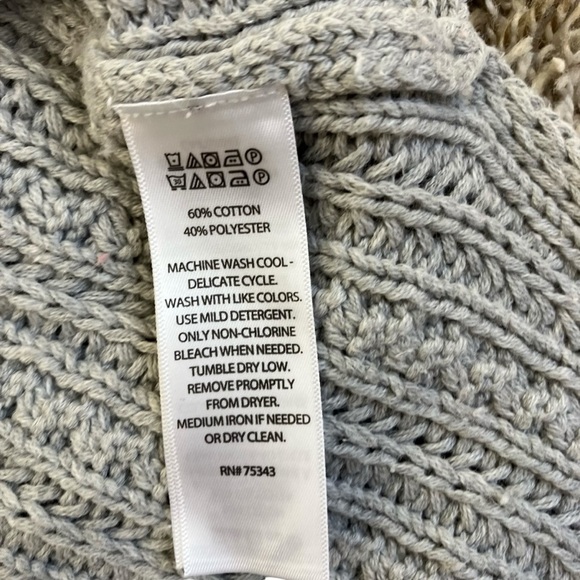 60% COTTON
40% POLYESTER
MACHINE WASH COOL -
DELICATE CYCLE.
WASH WITH LIKE COLORS.
USE MILD DETERGENT.
ONLY NON-CHLORINE
BLEACH WHEN NEEDED.
TUMBLE DRY LOW.
REMOVE PROMPTLY
FROM DRYER.
MEDIUM IRON IF NEEDED
OR DRY CLEAN.
RN# 75343